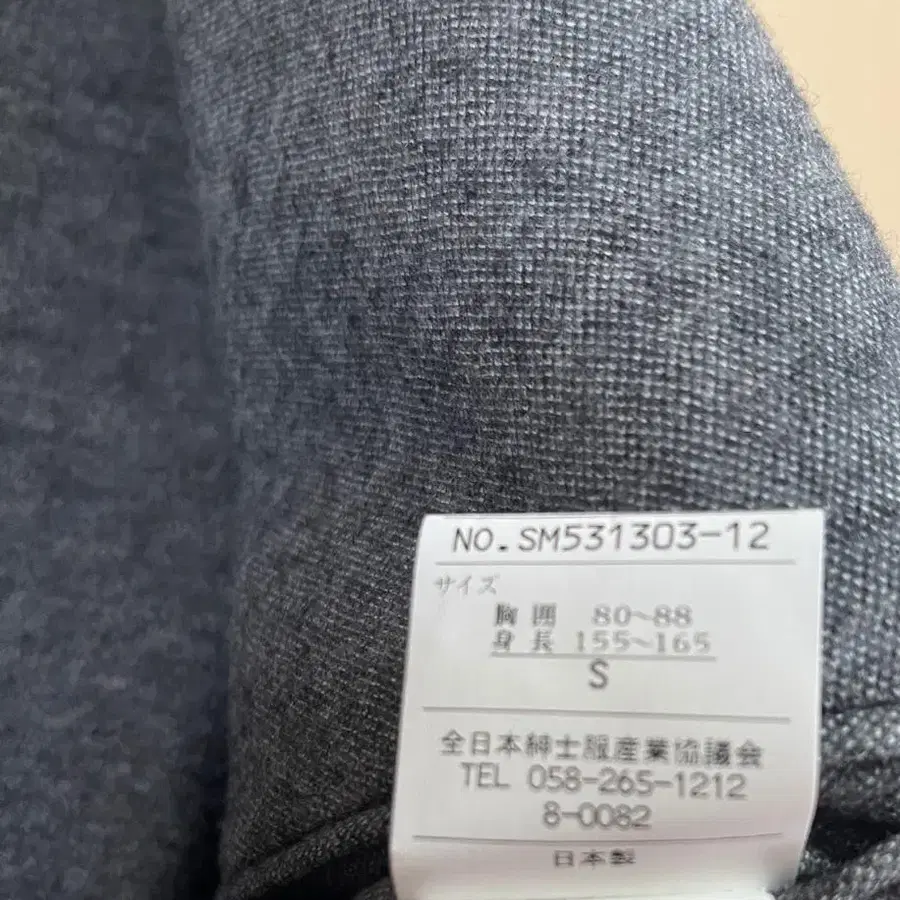 NO.SM531303-12
サイズ
胸囲 80~88
身長 155~165
S
全日本紳士服産業協議会
TEL 058-265-1212
8-0082
日本製